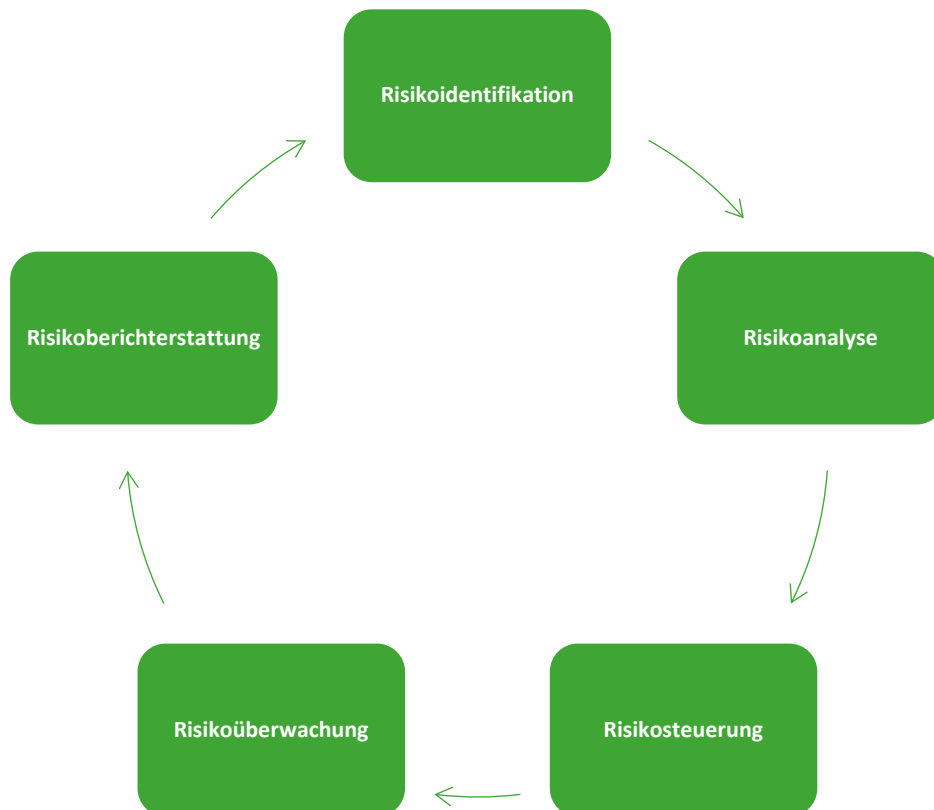 Risikoidentifikation
Risikoanalyse
Risikosteuerung
Risikoüberwachung
Risikoberichterstattung